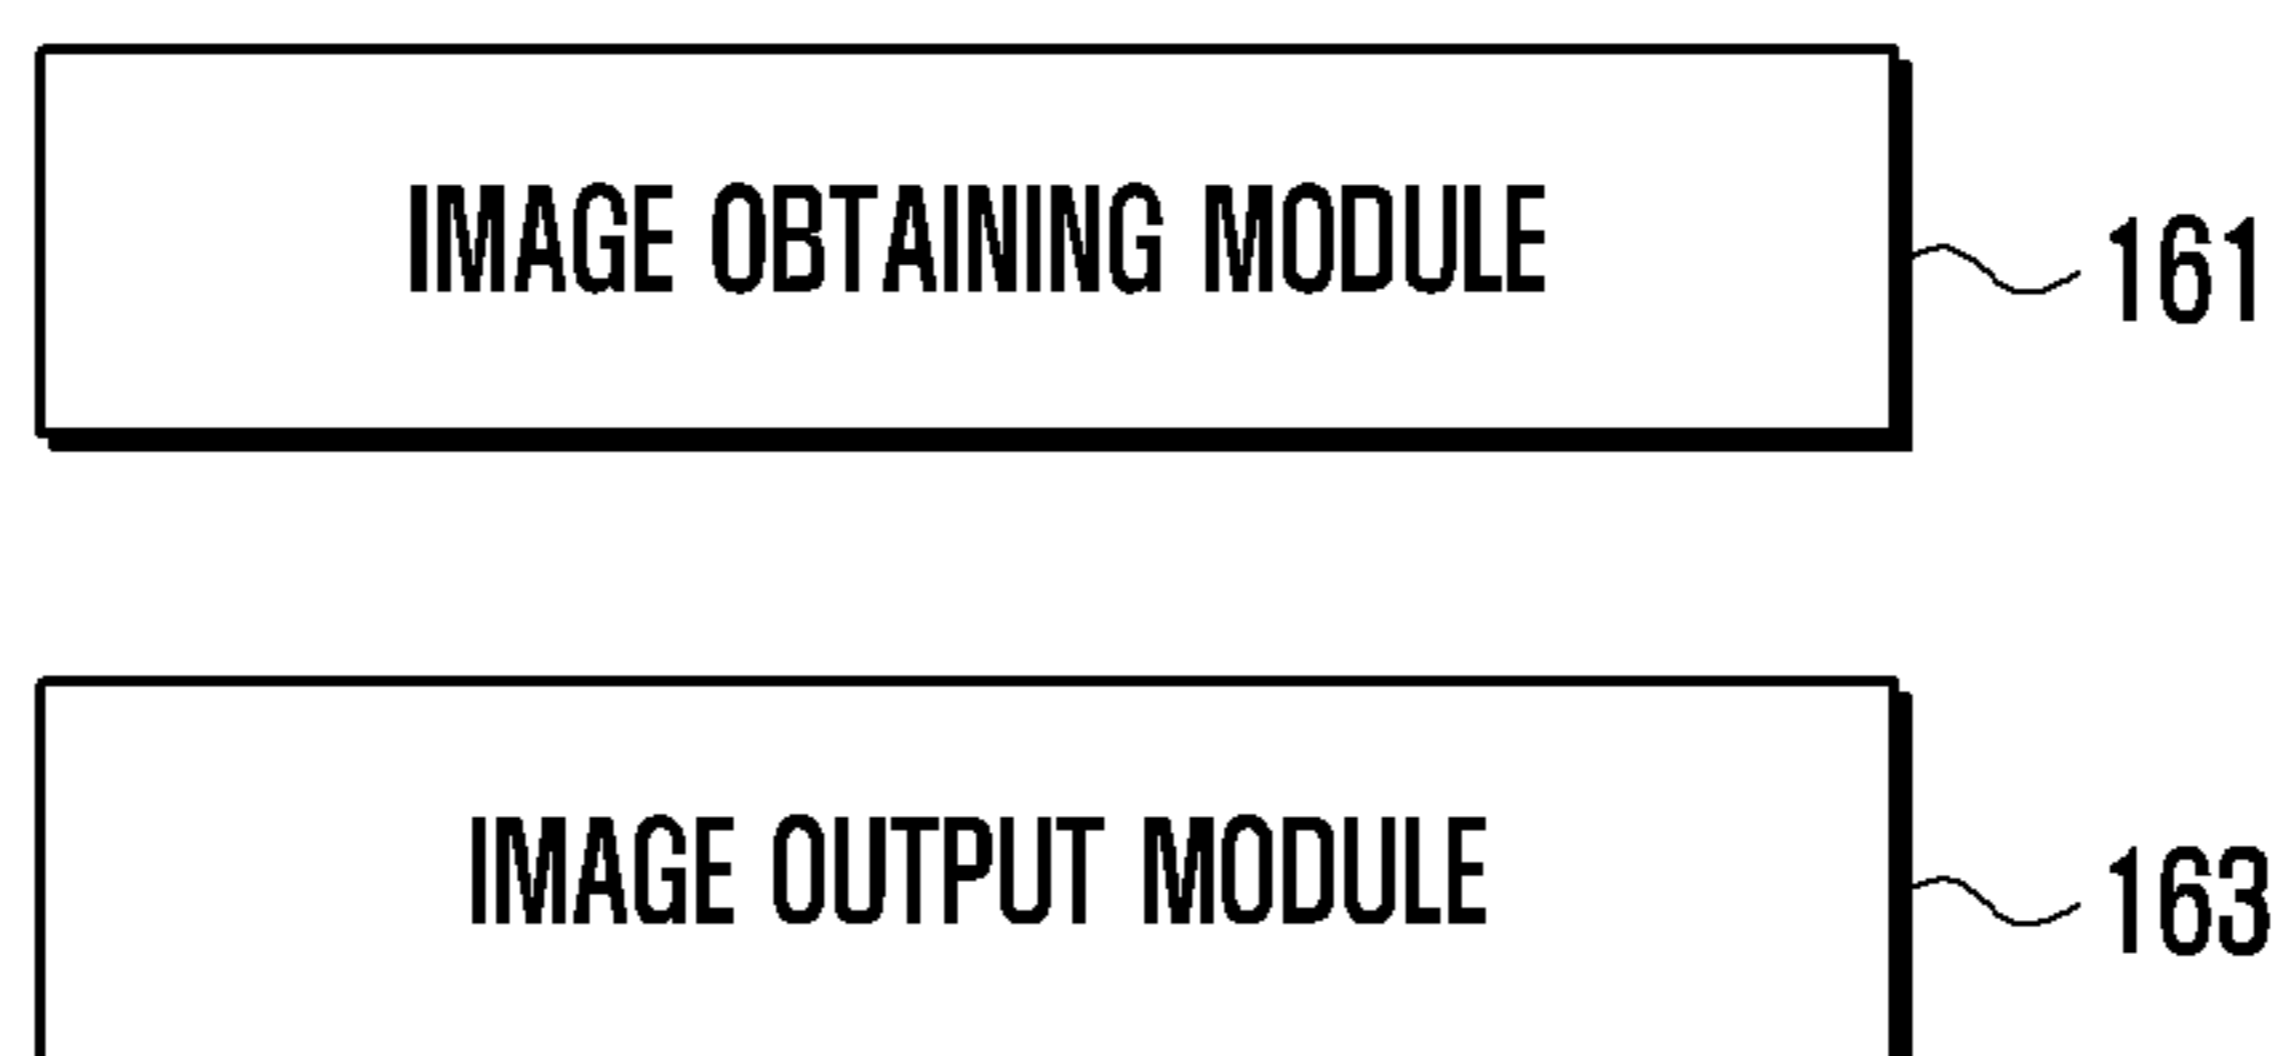 IMAGE OBTAINING MODULE
161
IMAGE OUTPUT MODULE
163